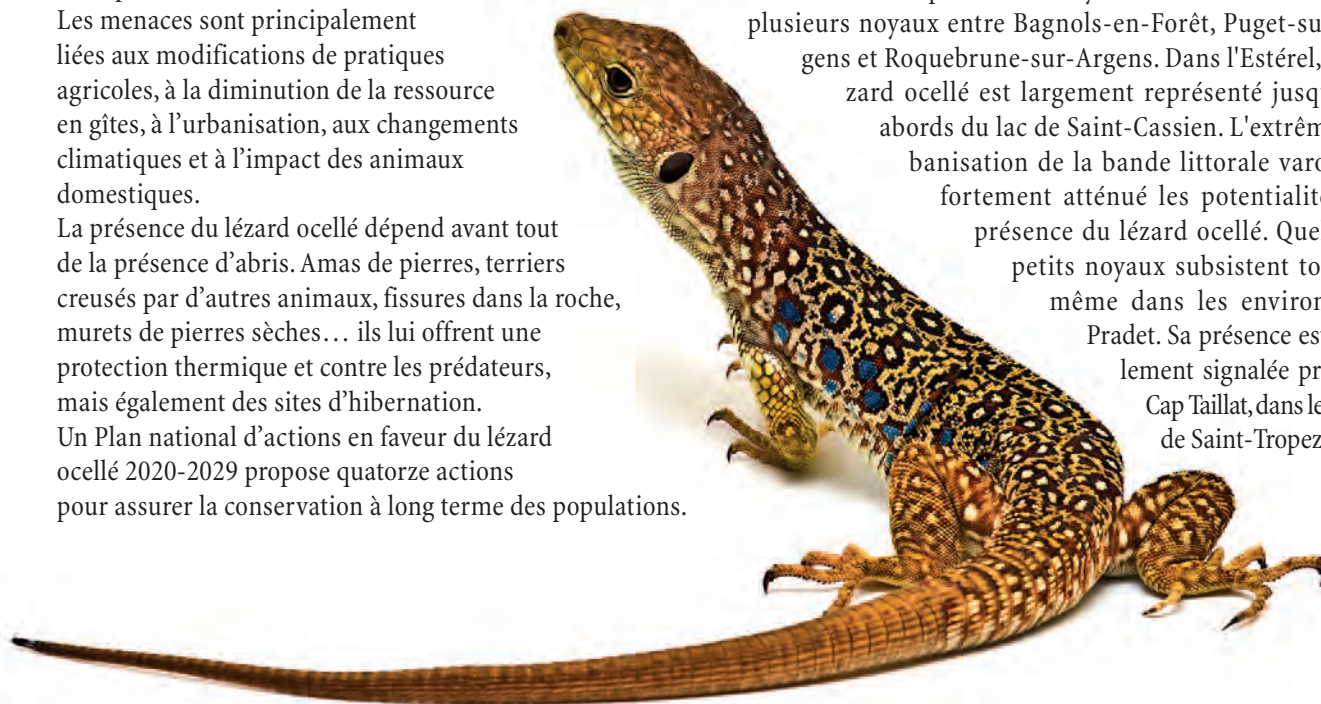 Les menaces sont principalement
liées aux modifications de pratiques
agricoles, à la diminution de la ressource
en gîtes, à l’urbanisation, aux changements
climatiques et à l’impact des animaux
domestiques.
La présence du lézard ocellé dépend avant tout
de la présence d’abris. Amas de pierres, terriers
creusés par d’autres animaux, fissures dans la roche,
murets de pierres sèches… ils lui offrent une
protection thermique et contre les prédateurs,
mais également des sites d’hibernation.
Un Plan national d’actions en faveur du lézard
ocellé 2020-2029 propose quatorze actions
pour assurer la conservation à long terme des populations.
plusieurs noyaux entre Bagnols-en-Forêt, Puget-su
gens et Roquebrune-sur-Argens. Dans l'Estérel,
zard ocellé est largement représenté jusqu
abords du lac de Saint-Cassien. L'extrêm
banisation de la bande littorale varo
fortement atténué les potentialit
présence du lézard ocellé. Quel
petits noyaux subsistent to
même dans les environ
Pradet. Sa présence es
lement signalée pr
Cap Taillat, dans le
de Saint-Tropez